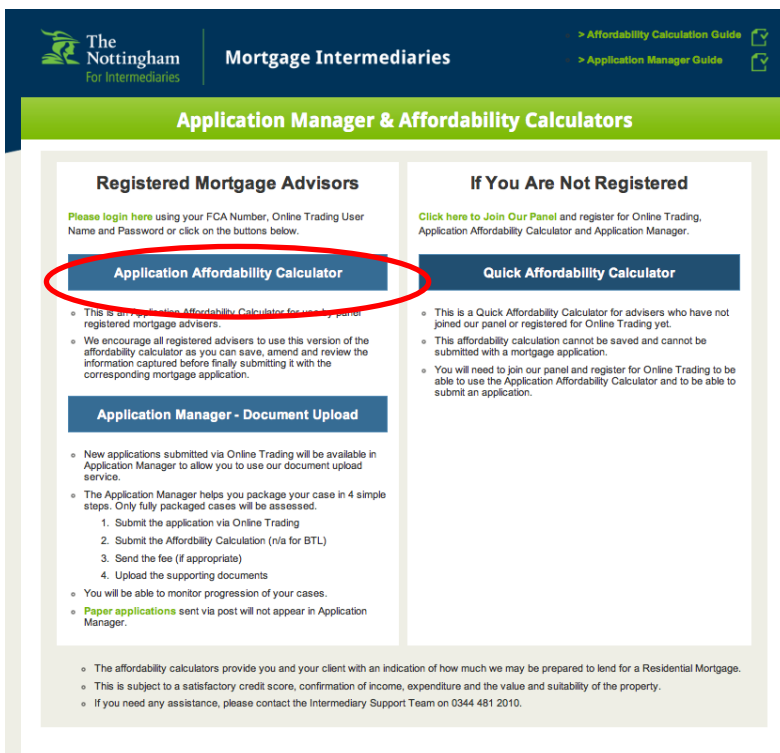 The
Nottingham
For Intermediaries
Mortgage Intermediaries
> Affordability Calculation Guide
> Application Manager Guide
Application Manager & Affordability Calculators
Registered Mortgage Advisors
Please login here using your FCA Number, Online Trading User
Name and Password or click on the buttons below.
Application Affordability Calculator
This is an Application Affordability Calculator for use by panel
registered mortgage advisers.
We encourage all registered advisers to use this version of the
affordability calculator as you can save, amend and review the
information captured before finally submitting it with the
corresponding mortgage application.
Application Manager - Document Upload
New applications submitted via Online Trading will be available in
Application Manager to allow you to use our document upload
service.
The Application Manager helps you package your case in 4 simple
steps. Only fully packaged cases will be assessed.
1. Submit the application via Online Trading
2. Submit the Affordbility Calculation (n/a for BTL)
3. Send the fee (if appropriate)
4. Upload the supporting documents
You will be able to monitor progression of your cases.
Paper applications sent via post will not appear in Application
Manager.
If You Are Not Registered
Click here to Join Our Panel and register for Online Trading,
Application Affordability Calculator and Application Manager.
Quick Affordability Calculator
This is a Quick Affordability Calculator for advisers who have not
joined our panel or registered for Online Trading yet.
This affordability calculation cannot be saved and cannot be
submitted with a mortgage application.
You will need to join our panel and register for Online Trading to be
able to use the Application Affordability Calculator and to be able to
submit an application.
The affordability calculators provide you and your client with an indication of how much we may be prepared to lend for a Residential Mortgage.
This is subject to a satisfactory credit score, confirmation of income, expenditure and the value and suitability of the property.
If you need any assistance, please contact the Intermediary Support Team on 0344 481 2010.